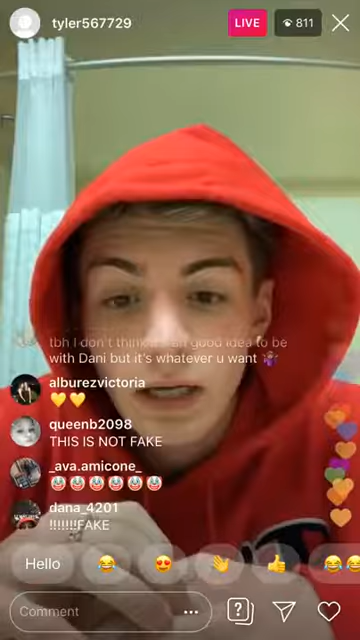 tyler567729
LIVE
811
tbh I don't think an good idea to be
with Dani but it's whatever u want 🤷🏿‍♀️
alburezvictoria
💛💛
queenb2098
THIS IS NOT FAKE
_ava.amicone_
🤡🤡🤡🤡🤡🤡
dana_4201
!!!!!!!FAKE
Hello 😂 😍 👋 👍 😂😂
Comment